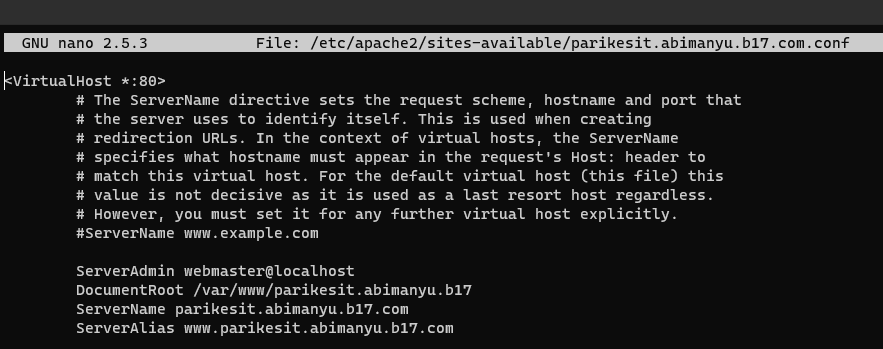 GNU nano 2.5.3 File: /etc/apache2/sites-available/parikesit.abimanyu.b17.com.conf
<VirtualHost *:80>
# The ServerName directive sets the request scheme, hostname and port that
# the server uses to identify itself. This is used when creating
# redirection URLs. In the context of virtual hosts, the ServerName
# specifies what hostname must appear in the request's Host: header to
# match this virtual host. For the default virtual host (this file) this
# value is not decisive as it is used as a last resort host regardless.
# However, you must set it for any further virtual host explicitly.
#ServerName www.example.com
ServerAdmin webmaster@localhost
DocumentRoot /var/www/parikesit.abimanyu.b17
ServerName parikesit.abimanyu.b17.com
ServerAlias www.parikesit.abimanyu.b17.com